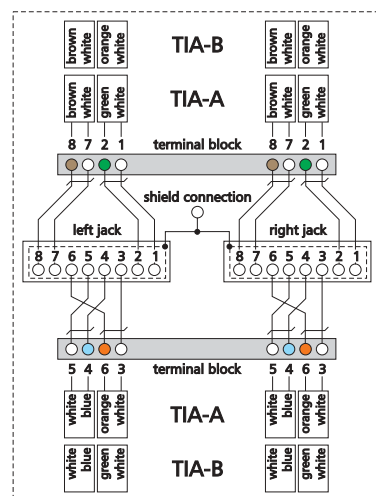 brown white orange white TIA-B brown white orange white
brown white green white TIA-A brown white green white
8 7 2 1 terminal block 8 7 2 1
shield connection
left jack right jack
8 7 6 5 4 3 2 1 8 7 6 5 4 3 2 1
5 4 6 3 terminal block 5 4 6 3
white blue orange white TIA-A white blue orange white
white blue green white TIA-B white blue green white